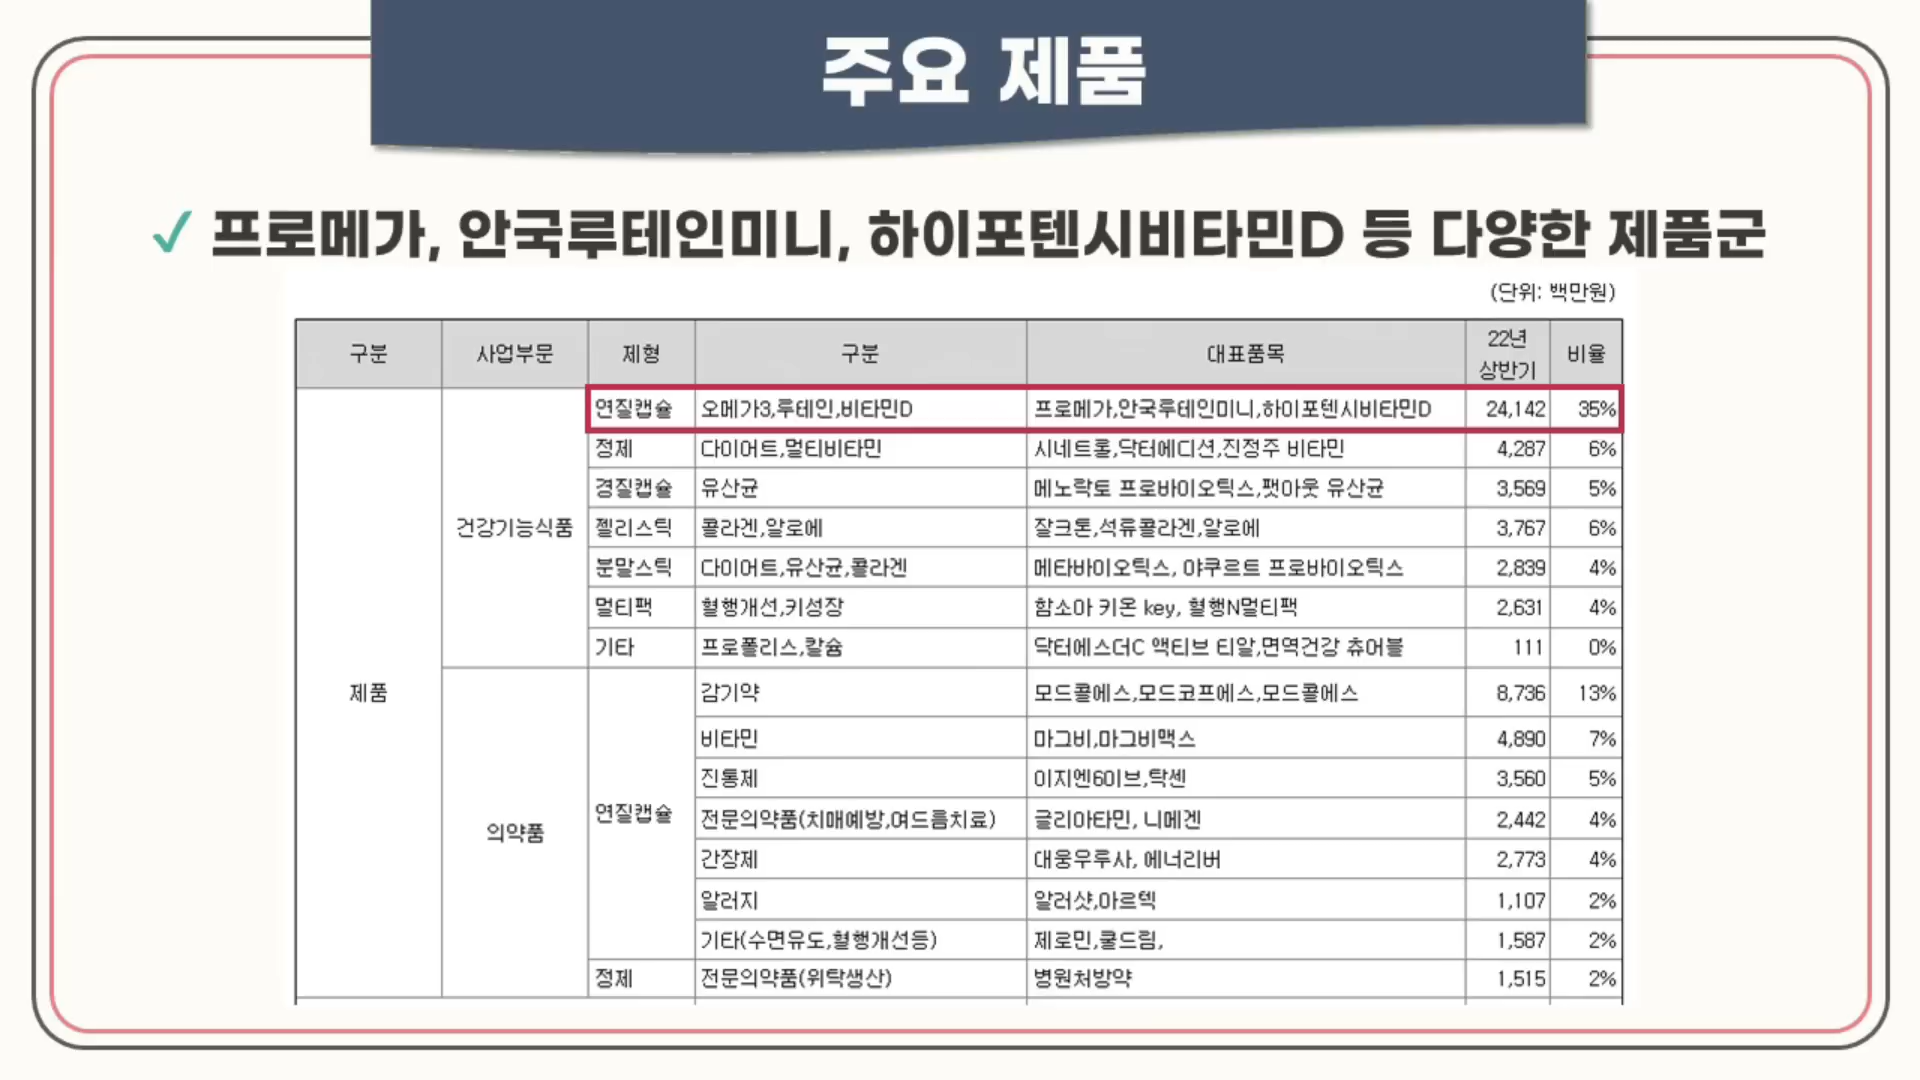 주요 제품
✓ 프로메가, 안국루테인미니, 하이포텐시비타민D 등 다양한 제품군
(단위: 백만원)
구분 사업부문 제형 구분 대표품목 22년 상반기 비율
연질캡슐 오메가3,루테인,비타민D 프로메가,안국루테인미니,하이포텐시비타민D 24,142 35%
정제 다이어트,멀티비타민 시네트롤,닥터에디션,진정주 비타민 4,287 6%
경질캡슐 유산균 메노락토 프로바이오틱스,팻아웃 유산균 3,569 5%
건강기능식품 젤리스틱 콜라겐,알로에 잘크톤,석류콜라겐,알로에 3,767 6%
분말스틱 다이어트,유산균,콜라겐 메타바이오틱스, 야쿠르트 프로바이오틱스 2,839 4%
멀티팩 혈행개선,키성장 함소아 키온 key, 혈행N멀티팩 2,631 4%
기타 프로폴리스,칼슘 닥터에스더C 액티브 티알,면역건강 츄어블 111 0%
제품 감기약 모드콜에스,모드코프에스,모드콜에스 8,736 13%
비타민 마그비,마그비맥스 4,890 7%
진통제 이지엔6이브,탁센 3,560 5%
의약품 연질캡슐 전문의약품(치매예방,여드름치료) 글리아타민, 니메겐 2,442 4%
간장제 대웅우루사, 에너리버 2,773 4%
알러지 알러샷,아르텍 1,107 2%
기타(수면유도,혈행개선등) 제로민,쿨드림, 1,587 2%
정제 전문의약품(위탁생산) 병원처방약 1,515 2%